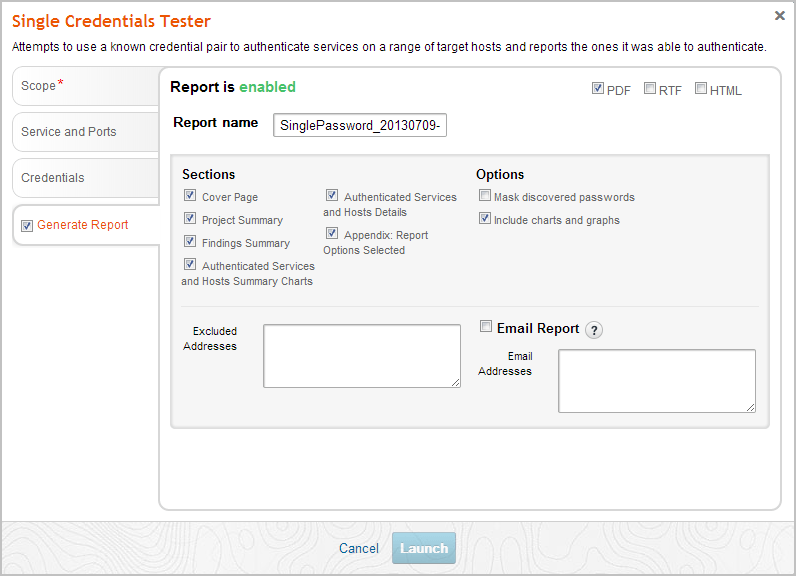 Single Credentials Tester
Attempts to use a known credential pair to authenticate services on a range of target hosts and reports the ones it was able to authenticate.
Scope*
Service and Ports
Credentials
Generate Report
Report is enabled
PDF RTF HTML
Report name SinglePassword_20130709-
Sections
Cover Page
Project Summary
Findings Summary
Authenticated Services
and Hosts Summary Charts
Authenticated Services
and Hosts Details
Appendix: Report
Options Selected
Options
Mask discovered passwords
Include charts and graphs
Excluded
Addresses
Email Report ?
Email
Addresses
Cancel Launch